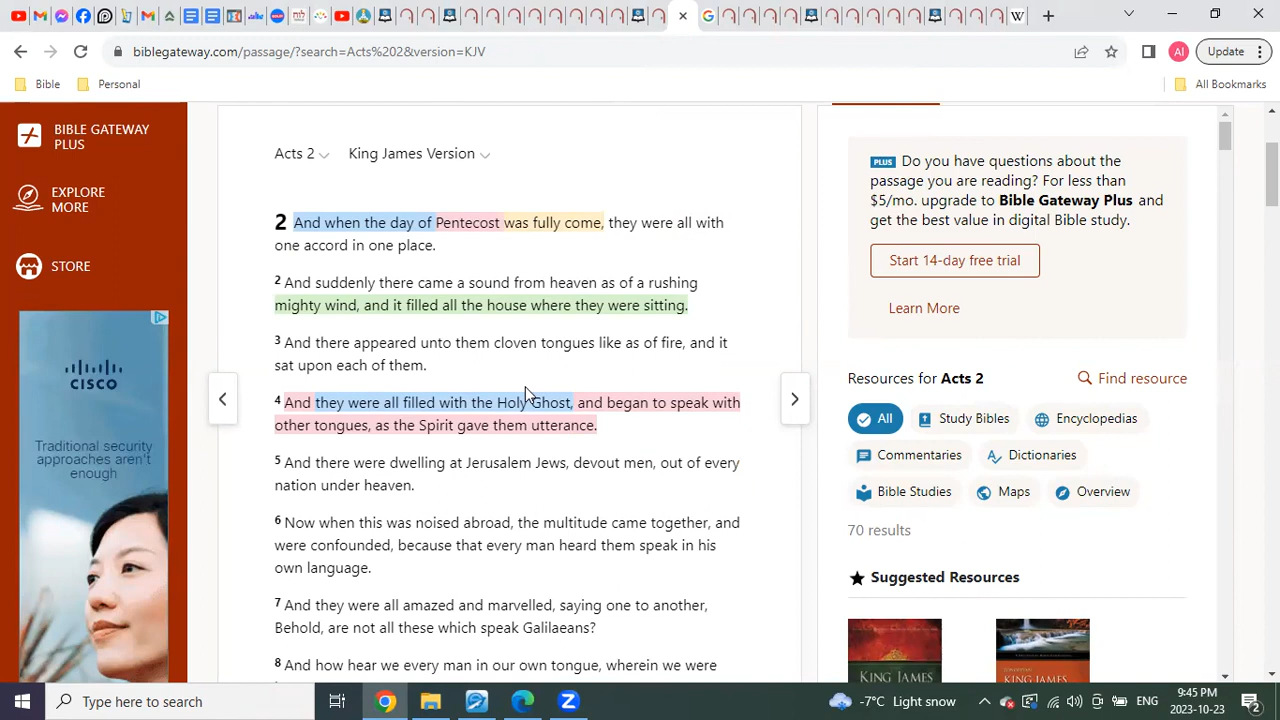 biblegateway.com/passage/?search=Acts%202&version=KJV
AI
Update
Bible
Personal
All Bookmarks
BIBLE GATEWAY
PLUS
EXPLORE
MORE
STORE
CISCO
Traditional security
approaches aren't
enough
Acts 2
King James Version
2 And when the day of Pentecost was fully come, they were all with
one accord in one place.
2 And suddenly there came a sound from heaven as of a rushing
mighty wind, and it filled all the house where they were sitting.
3 And there appeared unto them cloven tongues like as of fire, and it
sat upon each of them.
4 And they were all filled with the Holy Ghost, and began to speak with
other tongues, as the Spirit gave them utterance.
5 And there were dwelling at Jerusalem Jews, devout men, out of every
nation under heaven.
6 Now when this was noised abroad, the multitude came together, and
were confounded, because that every man heard them speak in his
own language.
7 And they were all amazed and marvelled, saying one to another,
Behold, are not all these which speak Galilaeans?
8 And how hear we every man in our own tongue, wherein we were
PLUS Do you have questions about the
passage you are reading? For less than
$5/mo. upgrade to Bible Gateway Plus and
get the best value in digital Bible study.
Start 14-day free trial
Learn More
Resources for Acts 2
Find resource
All
Study Bibles
Encyclopedias
Commentaries
Dictionaries
Bible Studies
Maps
Overview
70 results
Suggested Resources
KING JAMES
KING JAMES
Type here to search
-7°C Light snow
ENG
9:45 PM
2023-10-23
2